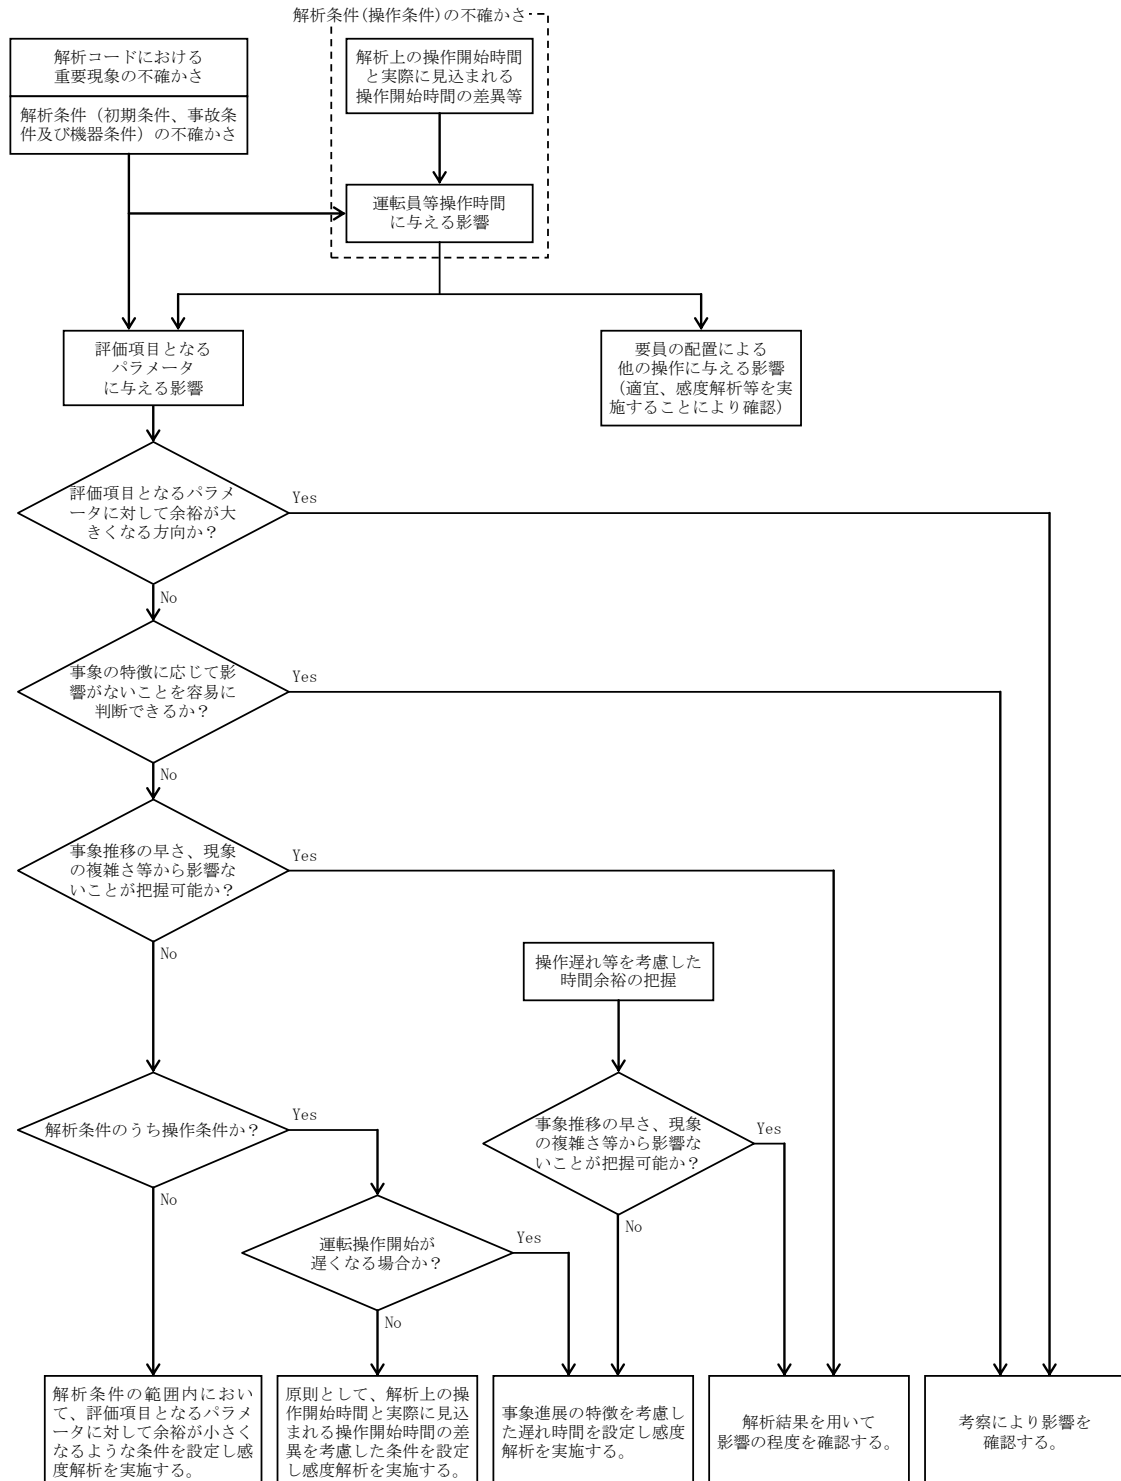 解析条件(操作条件)の不確かさ
解析コードにおける
重要現象の不確かさ
解析条件（初期条件、事故条
件及び機器条件）の不確かさ
解析上の操作開始時間
と実際に見込まれる
操作開始時間の差異等
運転員等操作時間
に与える影響
評価項目となる
パラメータ
に与える影響
要員の配置による
他の操作に与える影響
（適宜、感度解析等を実
施することにより確認）
評価項目となるパラメ
ータに対して余裕が大
きくなる方向か？
Yes
No
事象の特徴に応じて影
響がないことを容易に
判断できるか？
Yes
No
事象推移の早さ、現象
の複雑さ等から影響な
いことが把握可能か？
Yes
No
操作遅れ等を考慮した
時間余裕の把握
解析条件のうち操作条件か？
Yes
No
事象推移の早さ、現象
の複雑さ等から影響な
いことが把握可能か？
Yes
No
運転操作開始が
遅くなる場合か？
Yes
No
解析条件の範囲内におい
て、評価項目となるパラメ
ータに対して余裕が小さく
なるような条件を設定し感
度解析を実施する。
原則として、解析上の操
作開始時間と実際に見込
まれる操作開始時間の差
異を考慮した条件を設定
し感度解析を実施する。
事象進展の特徴を考慮し
た遅れ時間を設定し感度
解析を実施する。
解析結果を用いて
影響の程度を確認する。
考察により影響を
確認する。